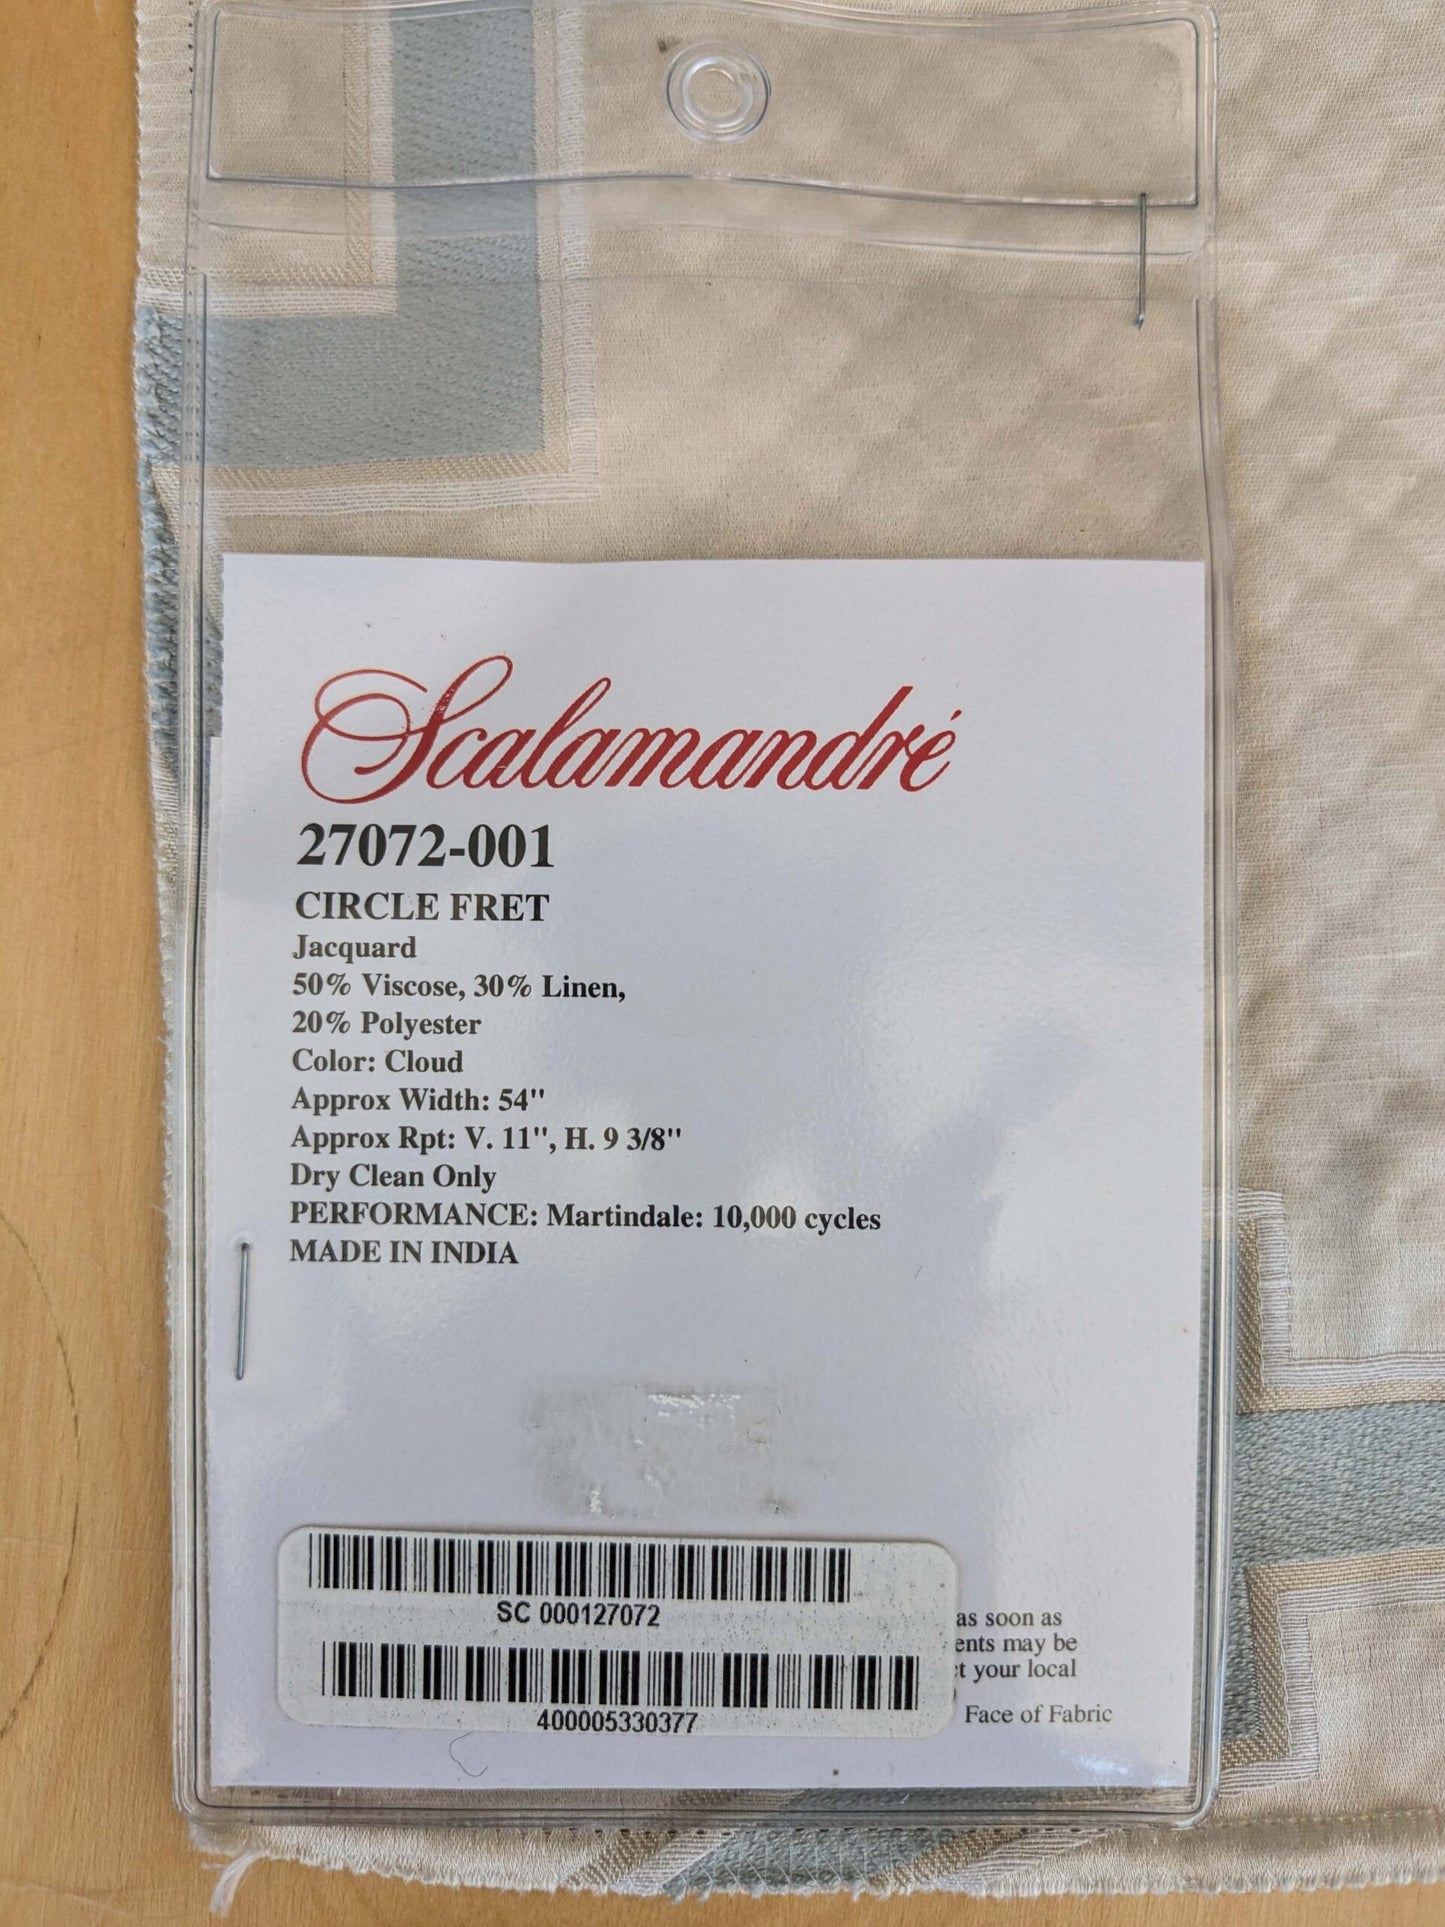 Scalamandré
27072-001
CIRCLE FRET
Jacquard
50% Viscose, 30% Linen,
20% Polyester
Color: Cloud
Approx Width: 54"
Approx Rpt: V. 11", H. 9 3/8"
Dry Clean Only
PERFORMANCE: Martindale: 10,000 cycles
MADE IN INDIA
SC 000127072
400005330377
as soon as
ents may be
your local
Face of Fabric